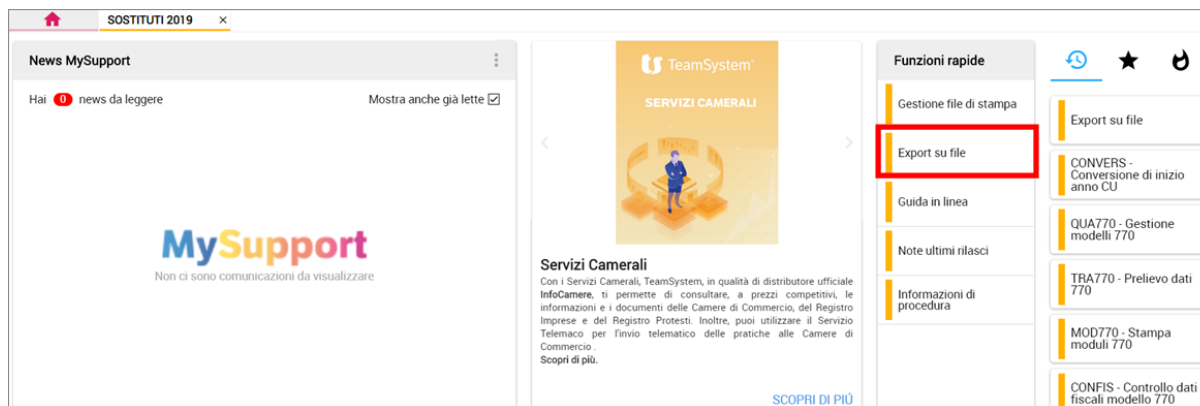 SOSTITUTI 2019 ×
News MySupport
Hai 0 news da leggere
Mostra anche già lette
MySupport
Non ci sono comunicazioni da visualizzare
TeamSystem®
SERVIZI CAMERALI
Servizi Camerali
Con i Servizi Camerali, TeamSystem, in qualità di distributore ufficiale
InfoCamere, ti permette di consultare, a prezzi competitivi, le
informazioni e i documenti delle Camere di Commercio, del Registro
Imprese e del Registro Protesti. Inoltre, puoi utilizzare il Servizio
Telemaco per l'invio telematico delle pratiche alle Camere di
Commercio .
Scopri di più.
SCOPRI DI PIÚ
Funzioni rapide
Gestione file di stampa
Export su file
Guida in linea
Note ultimi rilasci
Informazioni di
procedura
Export su file
CONVERS -
Conversione di inizio
anno CU
QUA770 - Gestione
modelli 770
TRA770 - Prelievo dati
770
MOD770 - Stampa
moduli 770
CONFIS - Controllo dati
fiscali modello 770